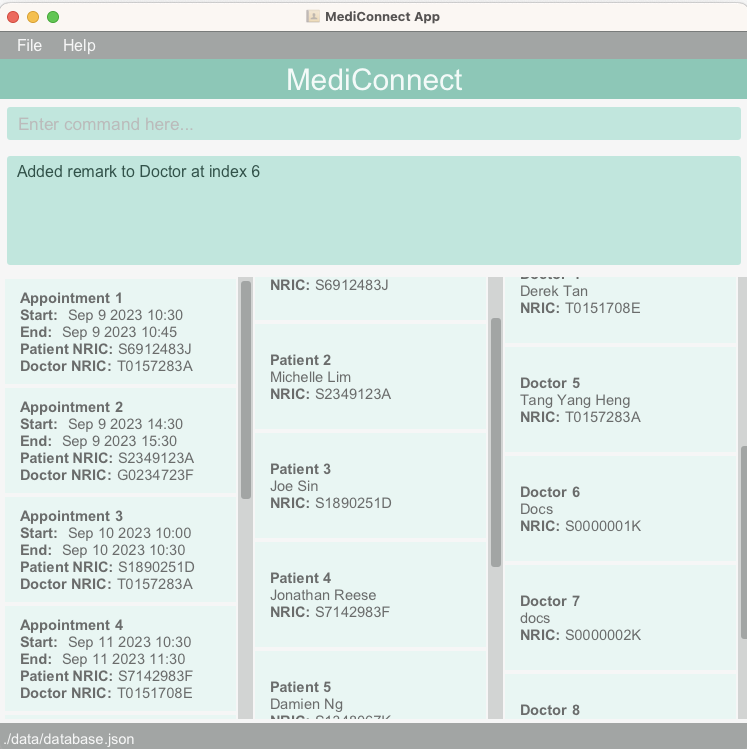 MediConnect App
File Help
MediConnect
Enter command here...
Added remark to Doctor at index 6
Appointment 1
Start: Sep 9 2023 10:30
End: Sep 9 2023 10:45
Patient NRIC: S6912483J
Doctor NRIC: T0157283A
Appointment 2
Start: Sep 9 2023 14:30
End: Sep 9 2023 15:30
Patient NRIC: S2349123A
Doctor NRIC: G0234723F
Appointment 3
Start: Sep 10 2023 10:00
End: Sep 10 2023 10:30
Patient NRIC: S1890251D
Doctor NRIC: T0157283A
Appointment 4
Start: Sep 11 2023 10:30
End: Sep 11 2023 11:30
Patient NRIC: S7142983F
Doctor NRIC: T0151708E
NRIC: S6912483J
Patient 2
Michelle Lim
NRIC: S2349123A
Patient 3
Joe Sin
NRIC: S1890251D
Patient 4
Jonathan Reese
NRIC: S7142983F
Patient 5
Damien Ng
NRIC:
Derek Tan
NRIC: T0151708E
Doctor 5
Tang Yang Heng
NRIC: T0157283A
Doctor 6
Docs
NRIC: S0000001K
Doctor 7
docs
NRIC: S0000002K
Doctor 8
./data/database.json